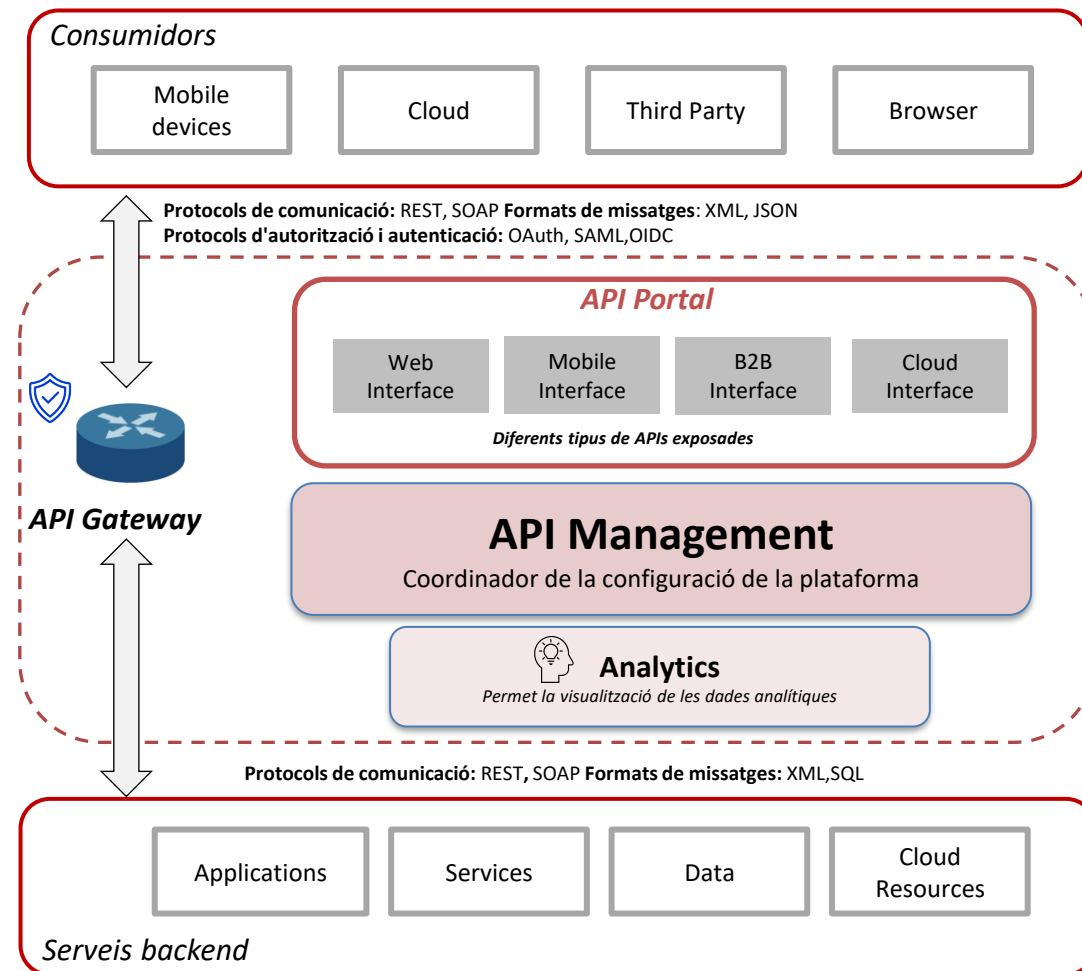 Consumidors
Mobile
devices
Cloud
Third Party
Browser
Protocols de comunicació: REST, SOAP Formats de missatges: XML, JSON
Protocols d'autorització i autenticació: OAuth, SAML,OIDC
API Portal
Web
Interface
Mobile
Interface
B2B
Interface
Cloud
Interface
Diferents tipus de APIs exposades
API Gateway
API Management
Coordinador de la configuració de la plataforma
Analytics
Permet la visualització de les dades analítiques
Protocols de comunicació: REST, SOAP Formats de missatges: XML,SQL
Applications
Services
Data
Cloud
Resources
Serveis backend